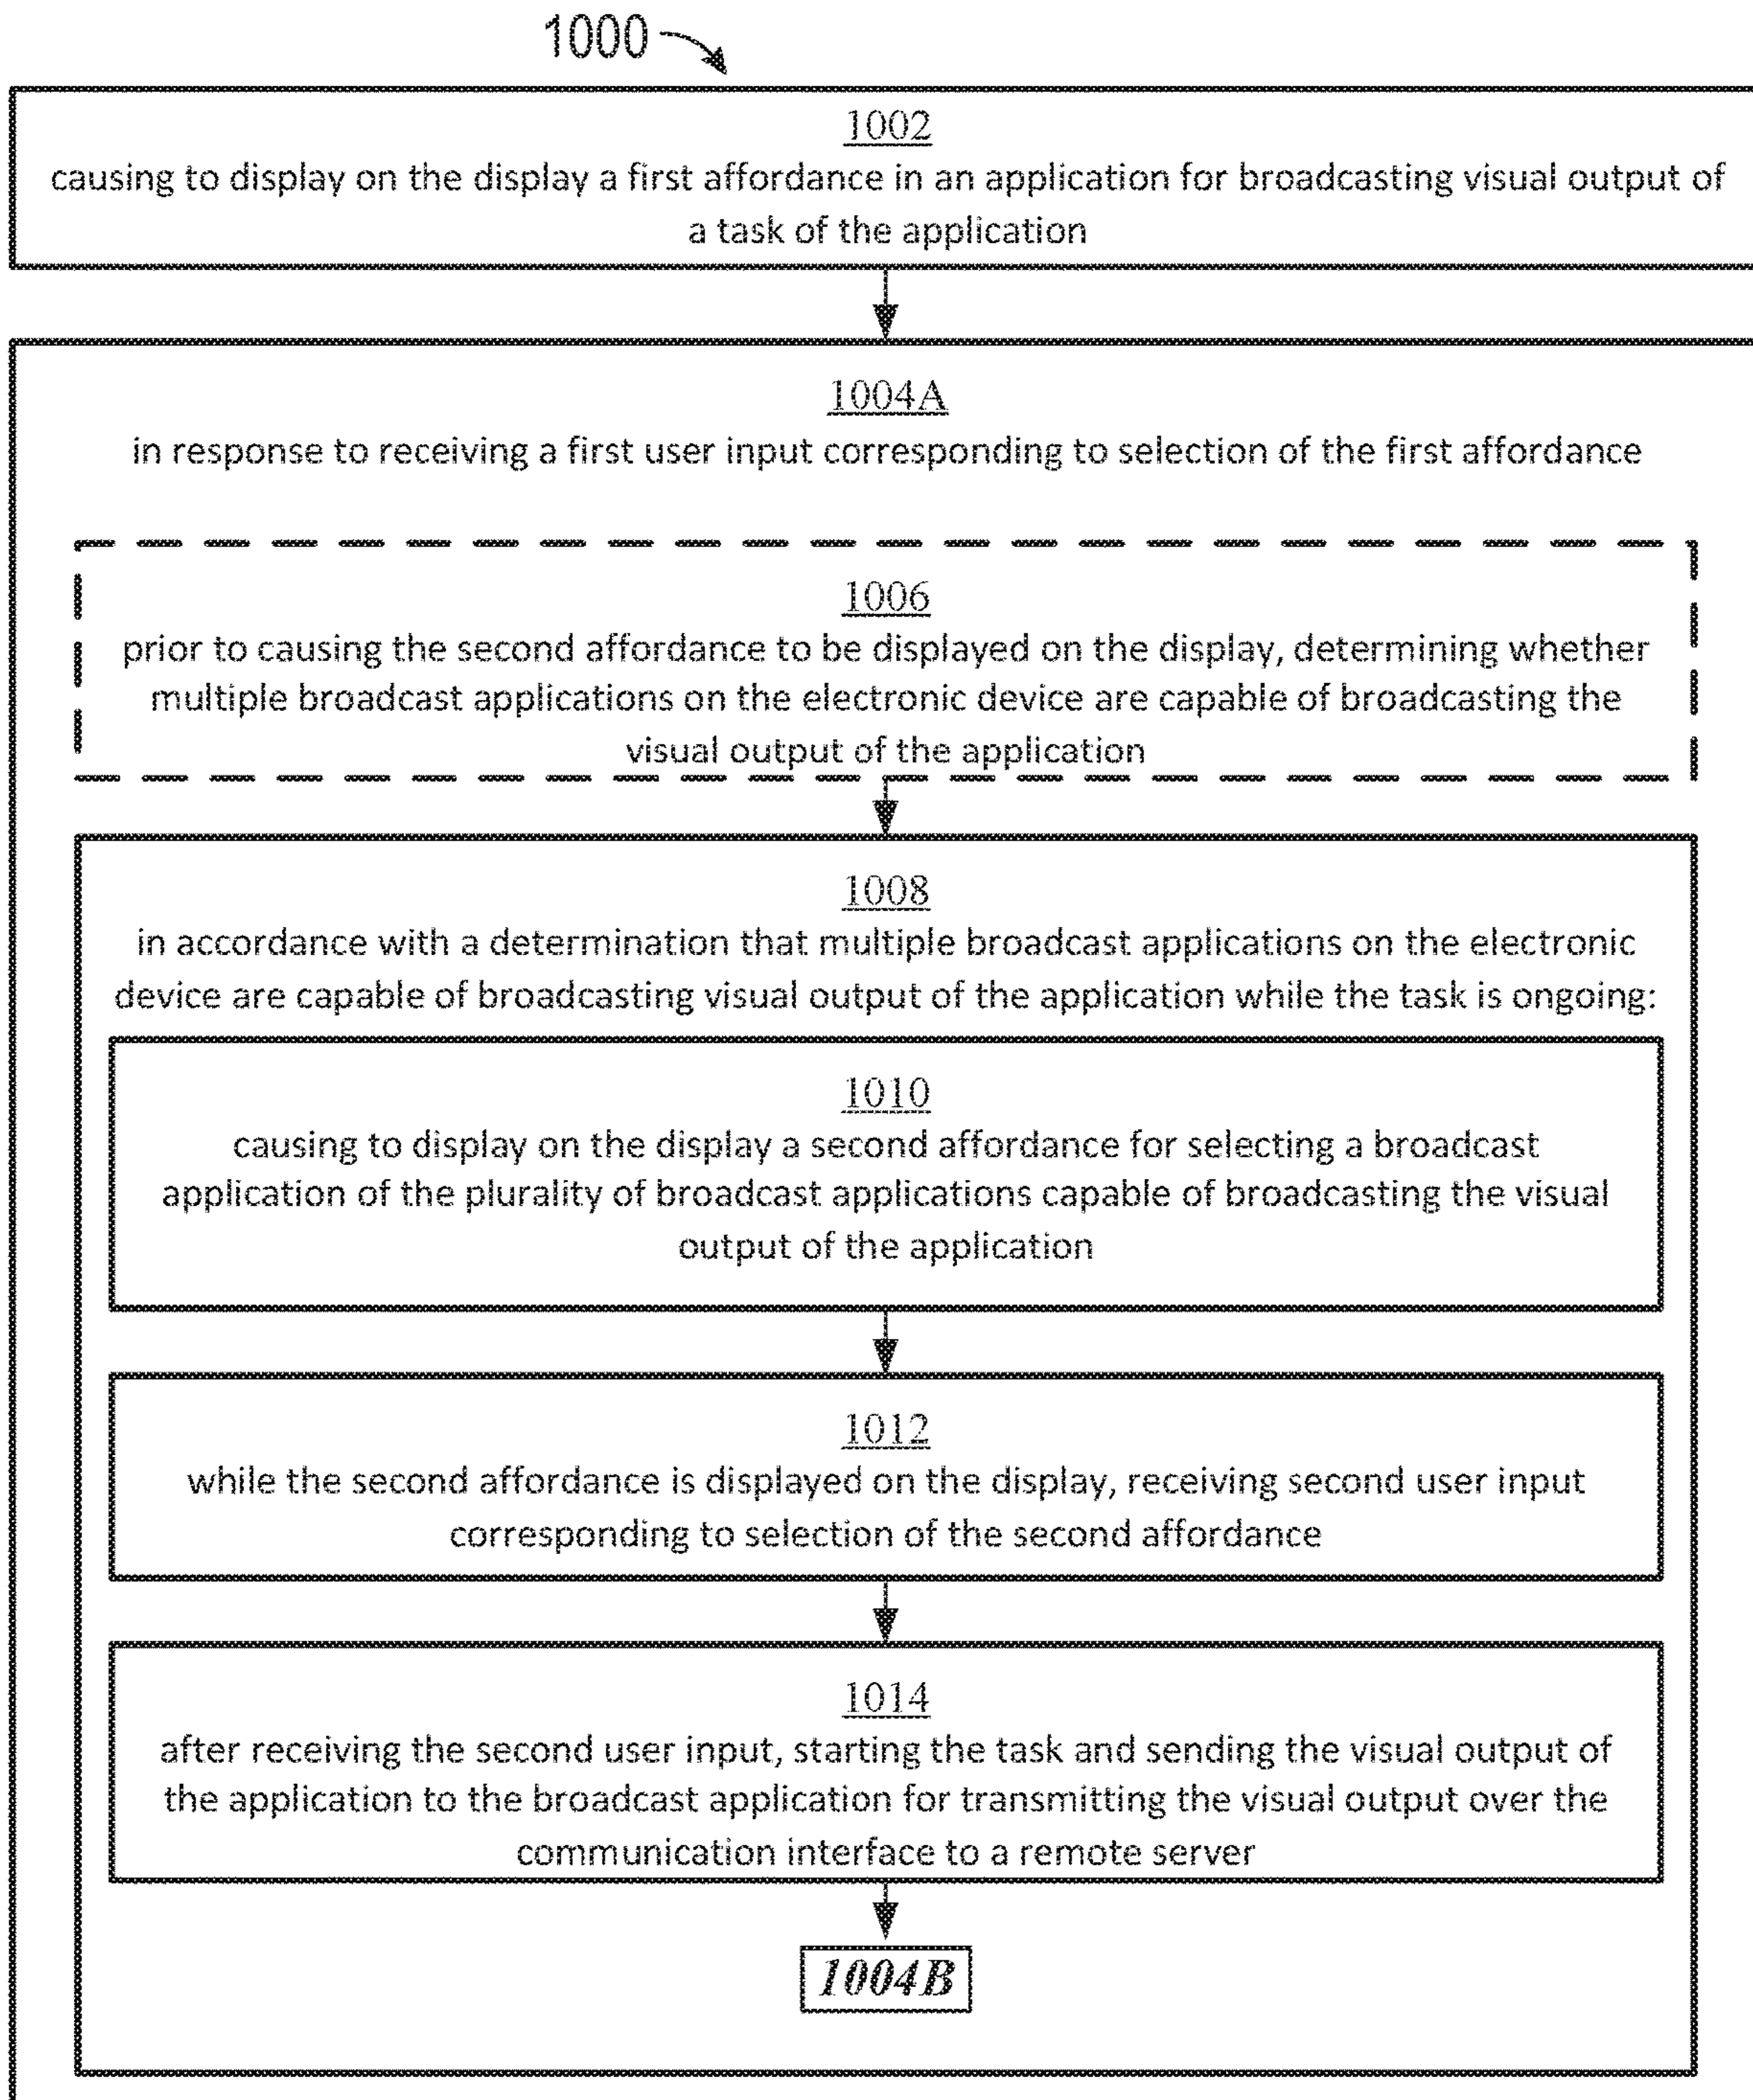 1000
1002
causing to display on the display a first affordance in an application for broadcasting visual output of
a task of the application
1004A
in response to receiving a first user input corresponding to selection of the first affordance
1006
prior to causing the second affordance to be displayed on the display, determining whether
multiple broadcast applications on the electronic device are capable of broadcasting the
visual output of the application
1008
in accordance with a determination that multiple broadcast applications on the electronic
device are capable of broadcasting visual output of the application while the task is ongoing:
1010
causing to display on the display a second affordance for selecting a broadcast
application of the plurality of broadcast applications capable of broadcasting the visual
output of the application
1012
while the second affordance is displayed on the display, receiving second user input
corresponding to selection of the second affordance
1014
after receiving the second user input, starting the task and sending the visual output of
the application to the broadcast application for transmitting the visual output over the
communication interface to a remote server
1004B